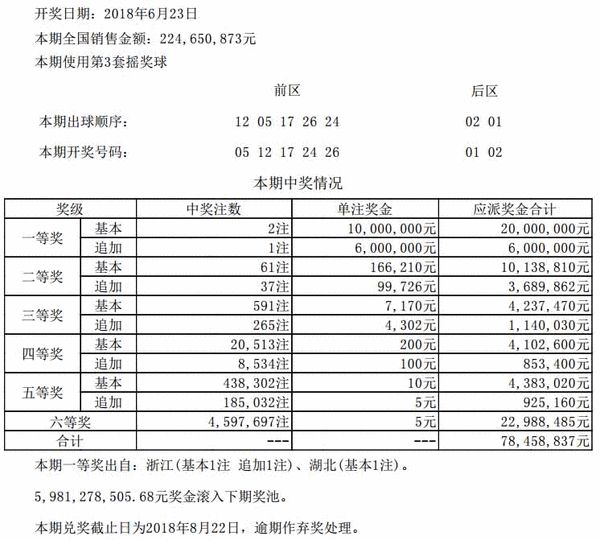 开奖日期：2018年6月23日
本期全国销售金额：224,650,873元
本期使用第3套摇奖球
前区 后区
本期出球顺序： 12 05 17 26 24 02 01
本期开奖号码： 05 12 17 24 26 01 02
本期中奖情况
奖级 中奖注数 单注奖金 应派奖金合计
一等奖 基本 2注 10,000,000元 20,000,000元
追加 1注 6,000,000元 6,000,000元
二等奖 基本 61注 166,210元 10,138,810元
追加 37注 99,726元 3,689,862元
三等奖 基本 591注 7,170元 4,237,470元
追加 265注 4,302元 1,140,030元
四等奖 基本 20,513注 200元 4,102,600元
追加 8,534注 100元 853,400元
五等奖 基本 438,302注 10元 4,383,020元
追加 185,032注 5元 925,160元
六等奖 4,597,697注 5元 22,988,485元
合计 --- --- 78,458,837元
本期一等奖出自：浙江(基本1注 追加1注)、湖北(基本1注)。
5,981,278,505.68元奖金滚入下期奖池。
本期兑奖截止日为2018年8月22日，逾期作弃奖处理。